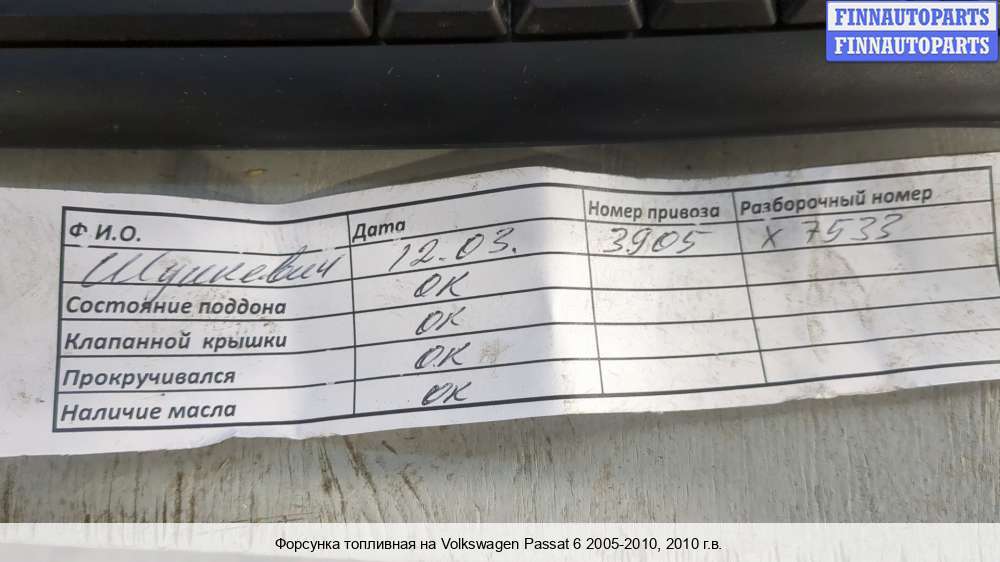 FINNAUTOPARTS
FINNAUTOPARTS
Ф.И.О. Дата Номер привоза Разборочный номер
Шункевич 12.03. 3905 х 7533
Состояние поддона ОК
Клапанной крышки ОК
Прокручивался ОК
Наличие масла ОК
Форсунка топливная на Volkswagen Passat 6 2005-2010, 2010 г.в.